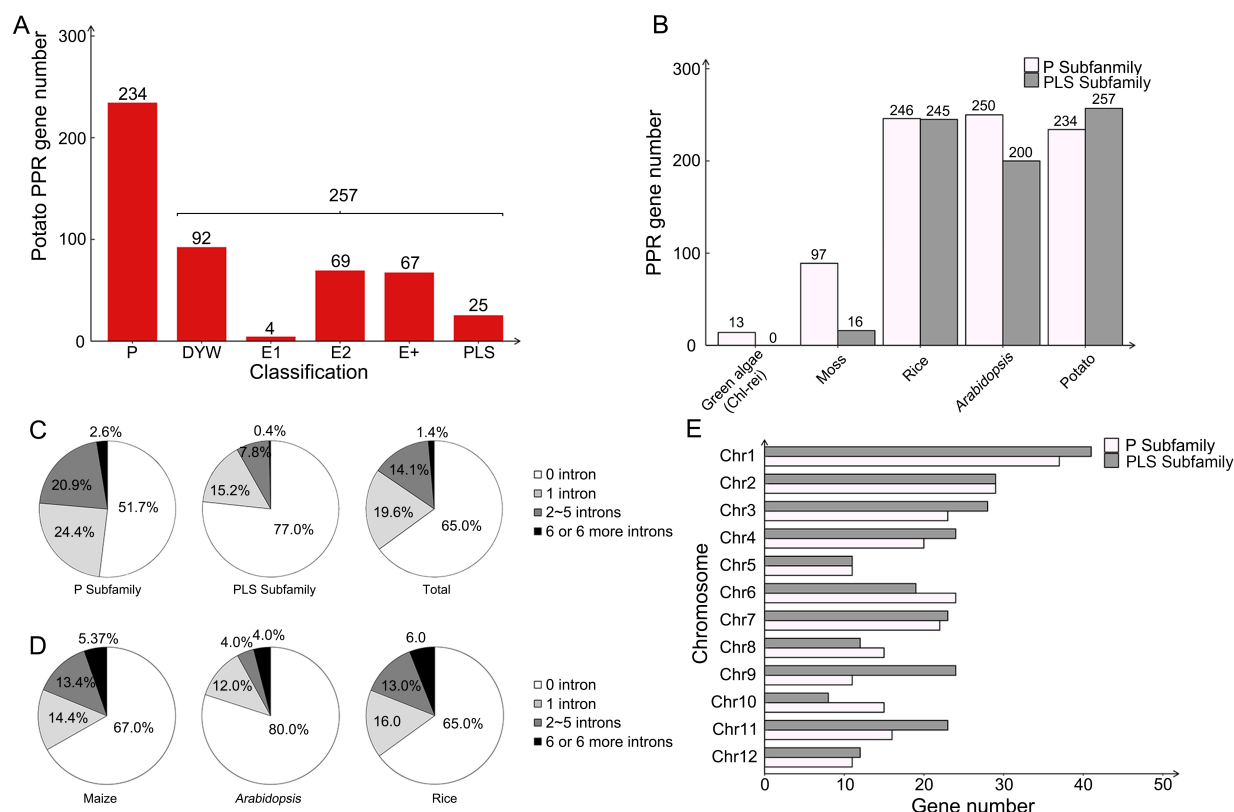 A
Potato PPR gene number
300
200
100
0
234
92
4
69
67
25
257
P
DYW
E1
E2
E+
PLS
Classification
B
PPR gene number
300
200
100
0
P Subfanmily
PLS Subfamily
13
0
97
16
246
245
250
200
234
257
Green algae
(Chl-rei)
Moss
Rice
Arabidopsis
Potato
C
2.6%
20.9%
24.4%
51.7%
P Subfamily
0.4%
7.8%
15.2%
77.0%
PLS Subfamily
1.4%
14.1%
19.6%
65.0%
Total
0 intron
1 intron
2~5 introns
6 or 6 more introns
D
5.37%
13.4%
14.4%
67.0%
Maize
4.0%
4.0%
12.0%
80.0%
Arabidopsis
6.0
13.0%
16.0
65.0%
Rice
0 intron
1 intron
2~5 introns
6 or 6 more introns
E
P Subfamily
PLS Subfamily
Chromosome
Chr1
Chr2
Chr3
Chr4
Chr5
Chr6
Chr7
Chr8
Chr9
Chr10
Chr11
Chr12
0
10
20
30
40
50
Gene number